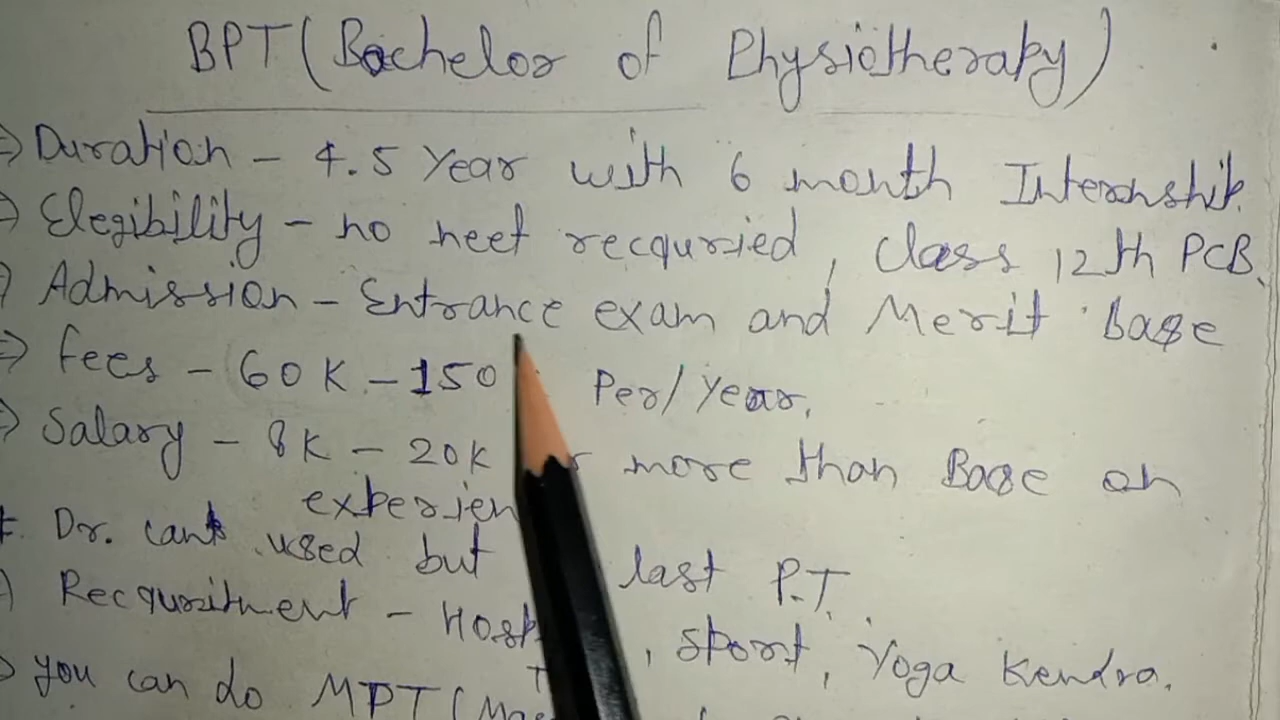 BPT (Bachelor of Physiotherapy)
⇒ Duration - 4.5 Year with 6 month Internship.
⇒ Elegibility - no neet recquried, Class 12th PCB.
⇒ Admission - Entrance exam and Merit Base
⇒ fees - 60K - 150 Per/Year.
⇒ Salary - 8K - 20K more than Base on
experien
Dr. can't used but last P.T.
⇒ Recquritment - Hosp , sport, Yoga Kendra.
⇒ you can do MPT (Mas